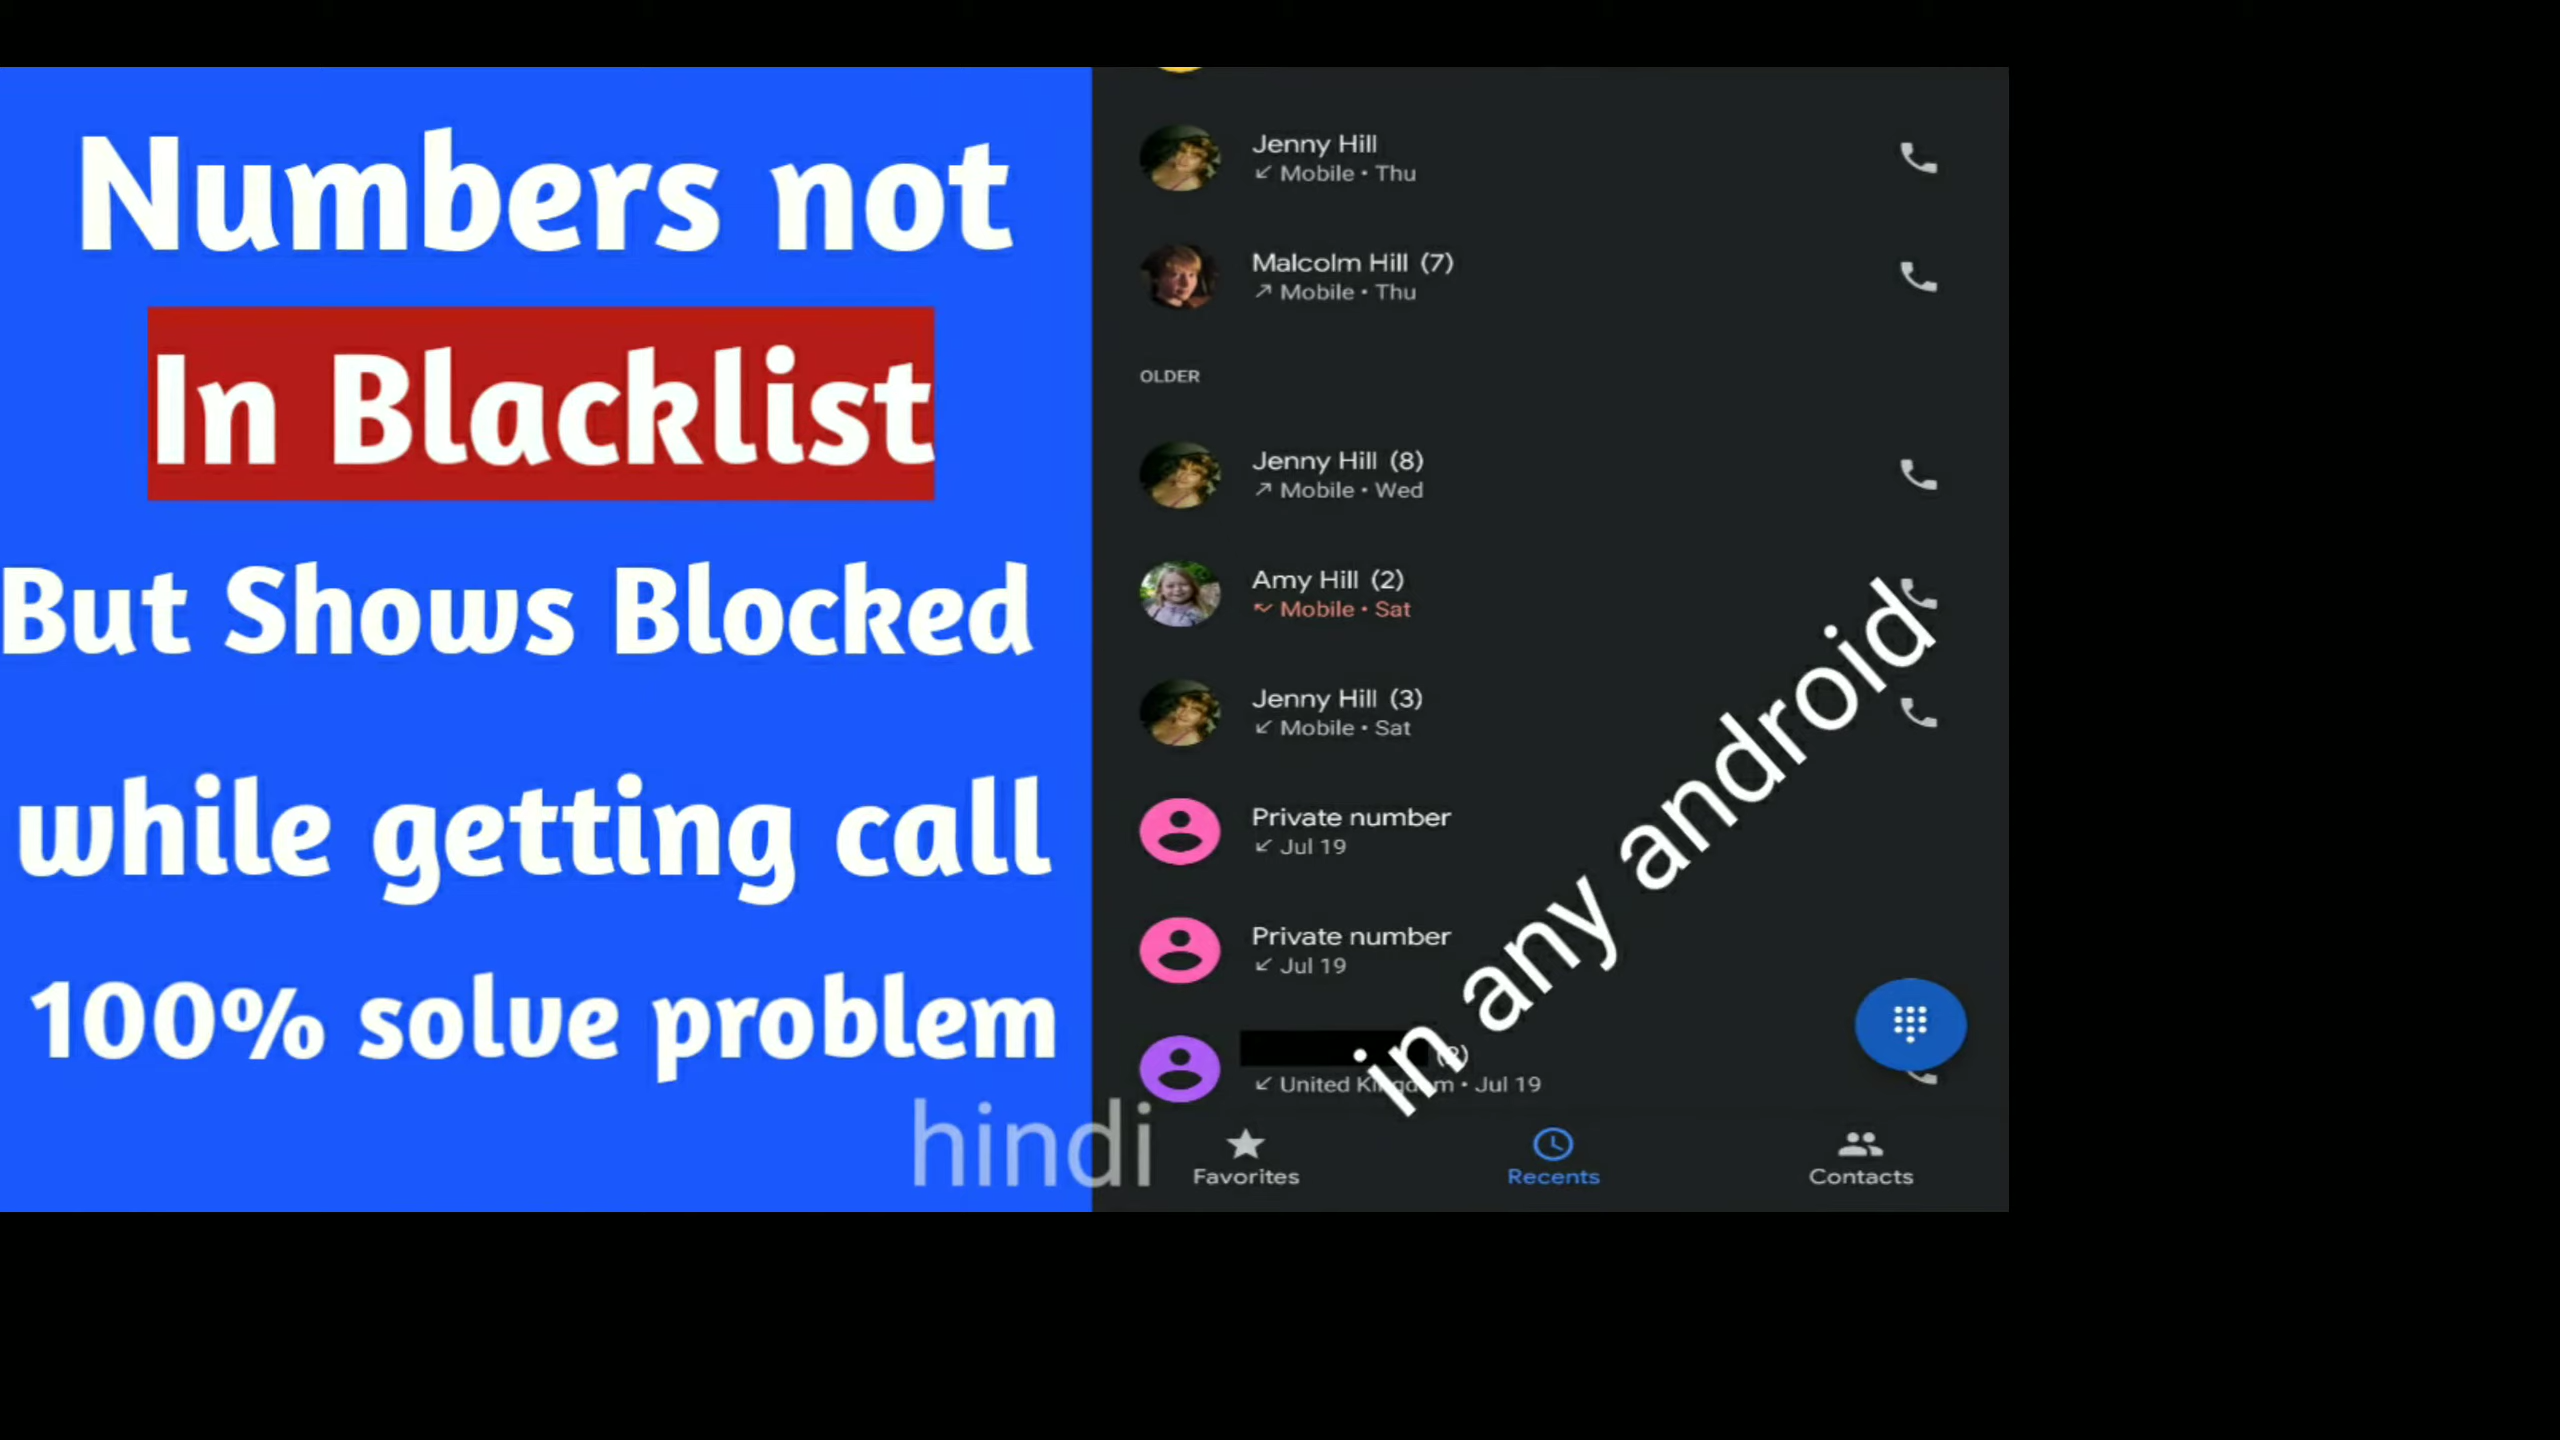 Numbers not
In Blacklist
But Shows Blocked
while getting call
100% solve problem
hindi
Jenny Hill
Mobile • Thu
Malcolm Hill (7)
Mobile • Thu
OLDER
Jenny Hill (8)
Mobile • Wed
Amy Hill (2)
Mobile • Sat
Jenny Hill (3)
Mobile • Sat
Private number
Jul 19
Private number
Jul 19
United Kingdom • Jul 19
in any android
Favorites
Recents
Contacts